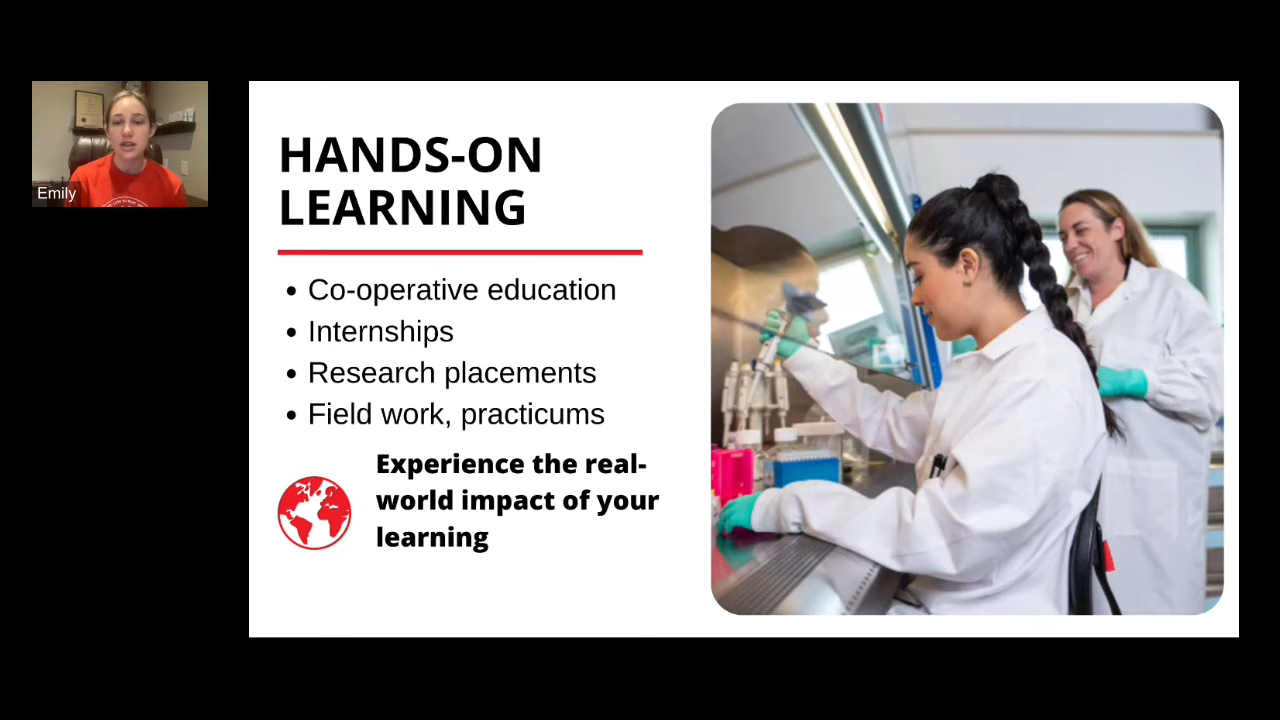 Emily
HANDS-ON
LEARNING
• Co-operative education
• Internships
• Research placements
• Field work, practicums
Experience the real-
world impact of your
learning